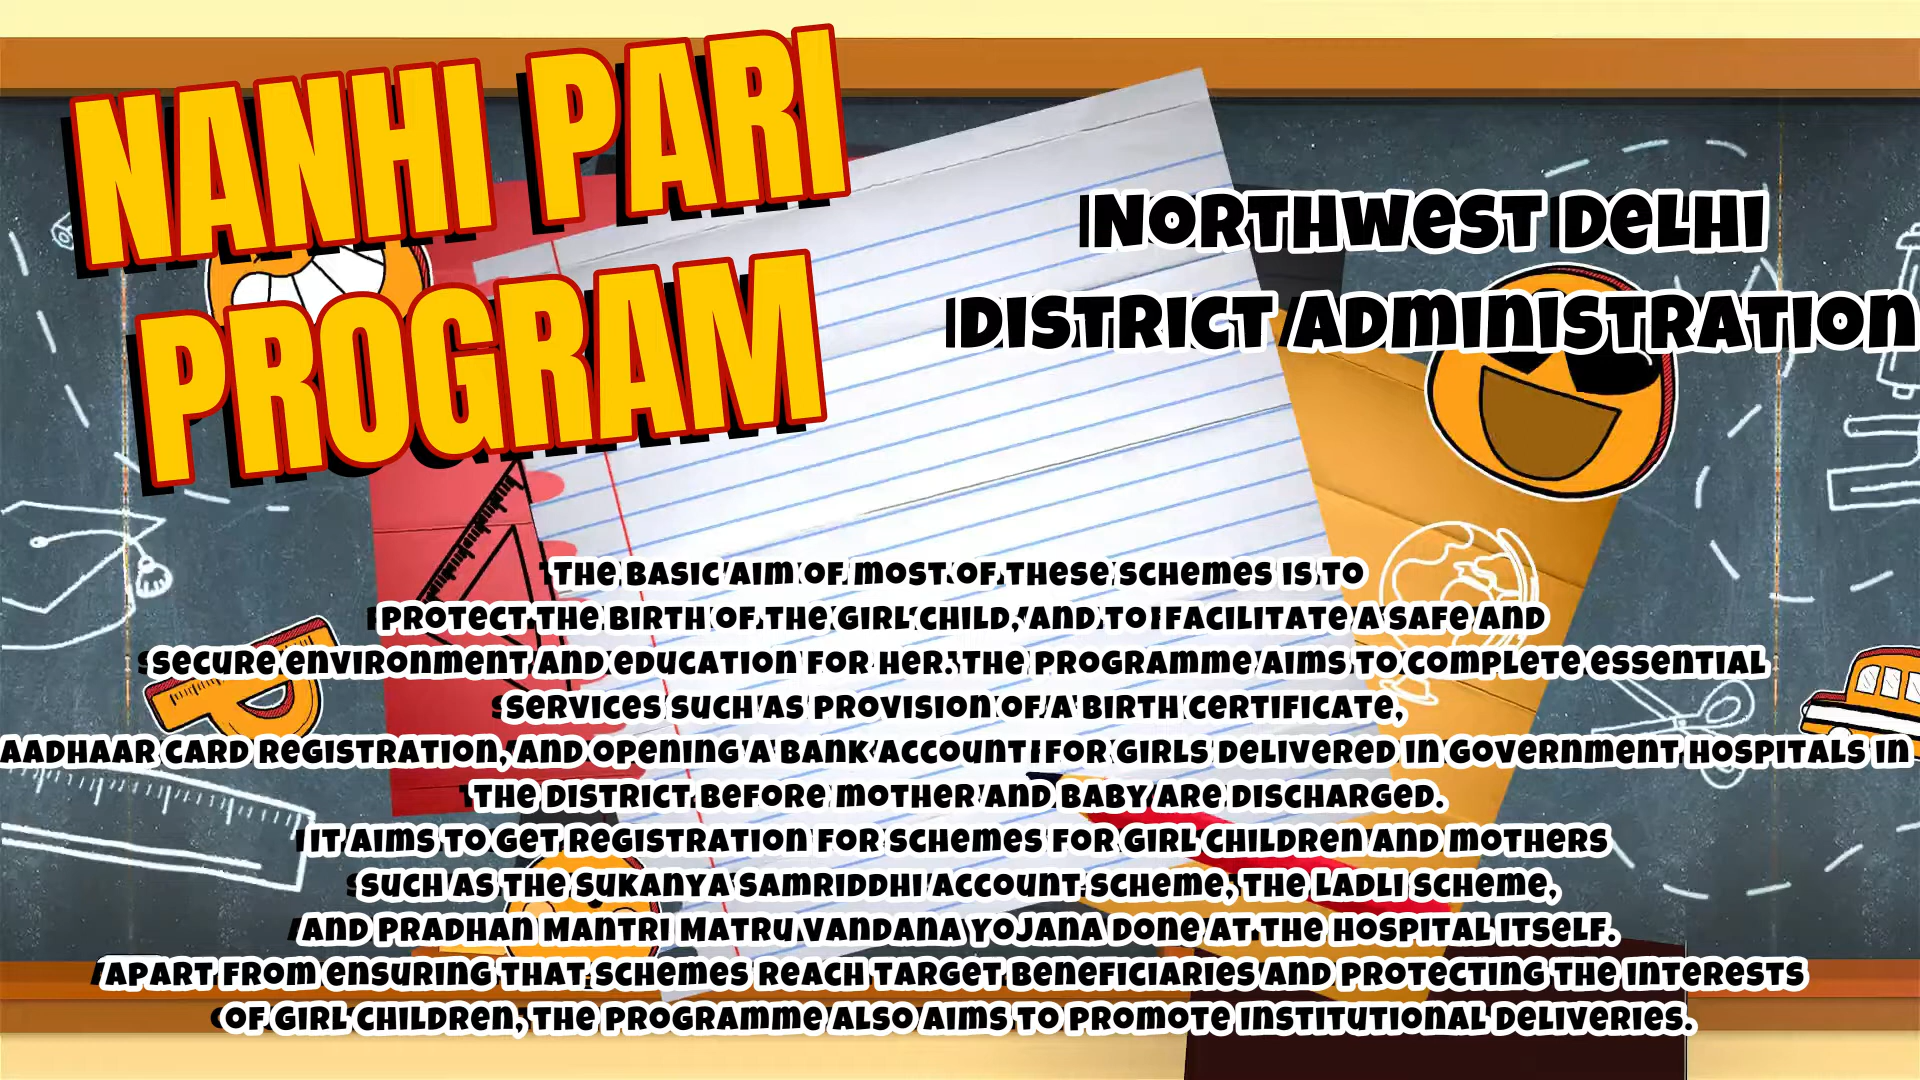 NANHI PARI
PROGRAM
NORTHWEST DELHI
DISTRICT ADMINISTRATION
THE BASIC AIM OF MOST OF THESE SCHEMES IS TO
PROTECT THE BIRTH OF THE GIRL CHILD, AND TO FACILITATE A SAFE AND
SECURE ENVIRONMENT AND EDUCATION FOR HER. THE PROGRAMME AIMS TO COMPLETE ESSENTIAL
SERVICES SUCH AS PROVISION OF A BIRTH CERTIFICATE,
AADHAAR CARD REGISTRATION, AND OPENING A BANK ACCOUNT FOR GIRLS DELIVERED IN GOVERNMENT HOSPITALS IN
THE DISTRICT BEFORE MOTHER AND BABY ARE DISCHARGED.
IT AIMS TO GET REGISTRATION FOR SCHEMES FOR GIRL CHILDREN AND MOTHERS
SUCH AS THE SUKANYA SAMRIDDHI ACCOUNT SCHEME, THE LADLI SCHEME,
AND PRADHAN MANTRI MATRU VANDANA YOJANA DONE AT THE HOSPITAL ITSELF.
APART FROM ENSURING THAT SCHEMES REACH TARGET BENEFICIARIES AND PROTECTING THE INTERESTS
OF GIRL CHILDREN, THE PROGRAMME ALSO AIMS TO PROMOTE INSTITUTIONAL DELIVERIES.